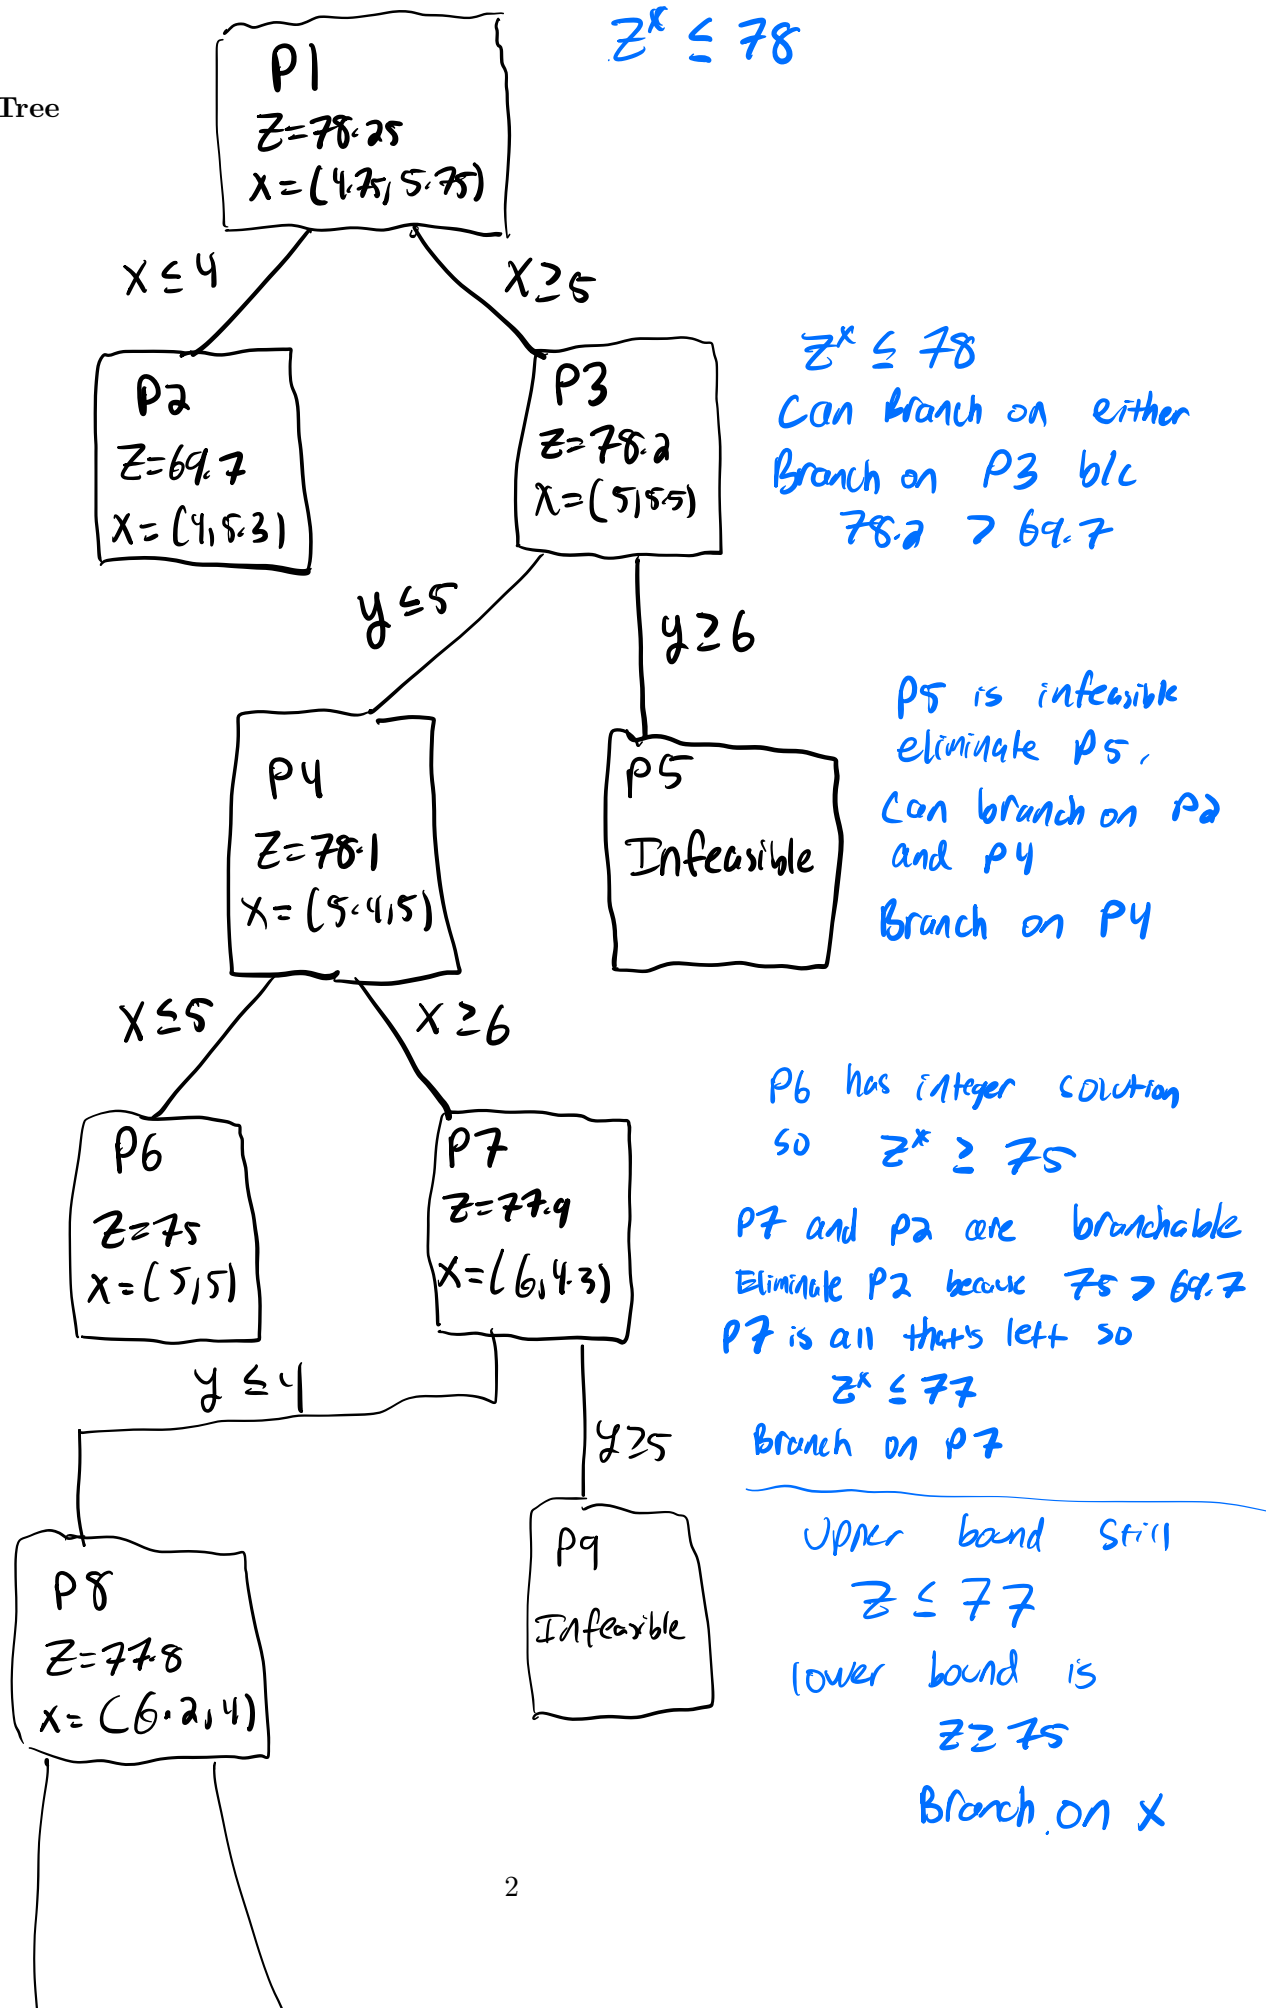 Tree
P1
Z=78.25
X=(4.75, 5.75)
Z* ≤ 78
X ≤ 4
X ≥ 5
P2
Z=69.7
X=(4, 5.3)
P3
Z=78.2
X=(5, 5.5)
Z* ≤ 78
Can Branch on either
Branch on P3 b/c
78.2 > 69.7
y ≤ 5
y ≥ 6
P4
Z=78.1
X=(5.4, 5)
P5
Infeasible
P5 is infeasible
eliminate P5.
Can branch on P2
and P4
Branch on P4
X ≤ 5
X ≥ 6
P6
Z=75
X=(5, 5)
P7
Z=77.9
X=(6, 4.3)
P6 has integer solution
so Z* ≥ 75
P7 and P2 are branchable
Eliminate P2 because 75 > 69.7
P7 is all that's left so
Z* ≤ 77
Branch on P7
y ≤ 4
y ≥ 5
P8
Z=77.8
X=(6.2, 4)
P9
Infeasible
Upper bound still
Z ≤ 77
lower bound is
Z ≥ 75
Branch on X
2